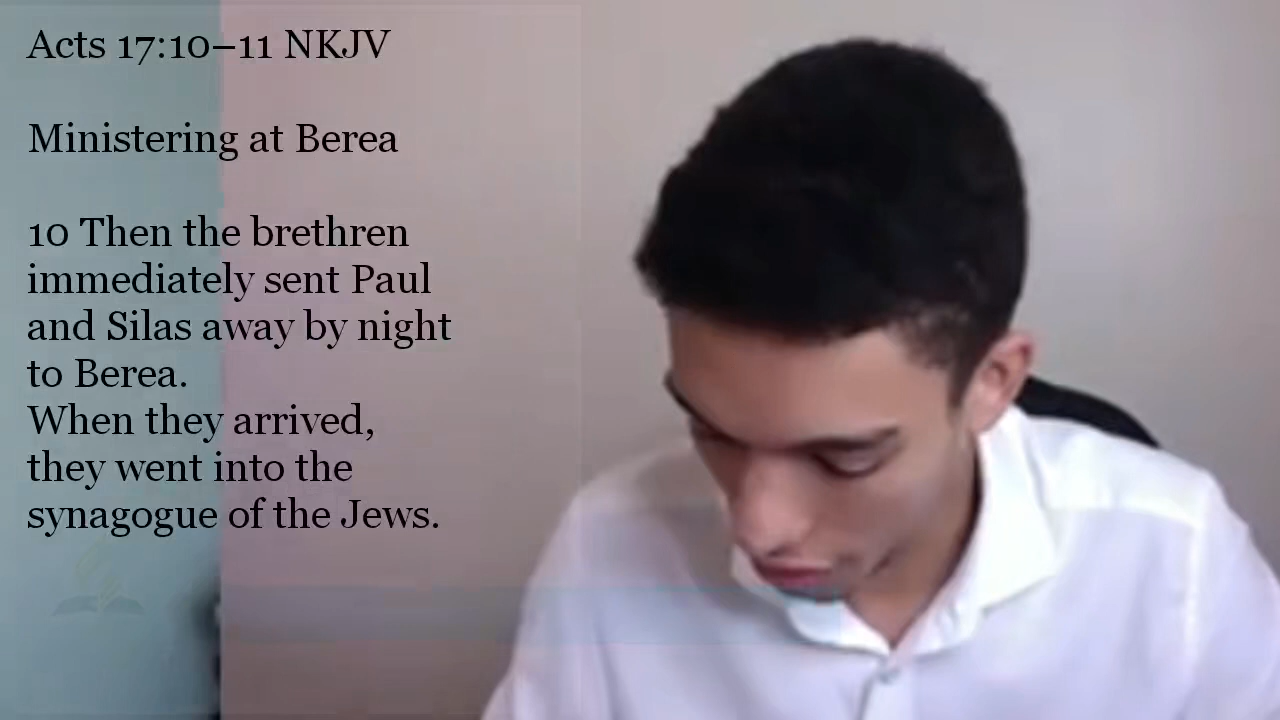 Acts 17:10–11 NKJV
Ministering at Berea
10 Then the brethren
immediately sent Paul
and Silas away by night
to Berea.
When they arrived,
they went into the
synagogue of the Jews.